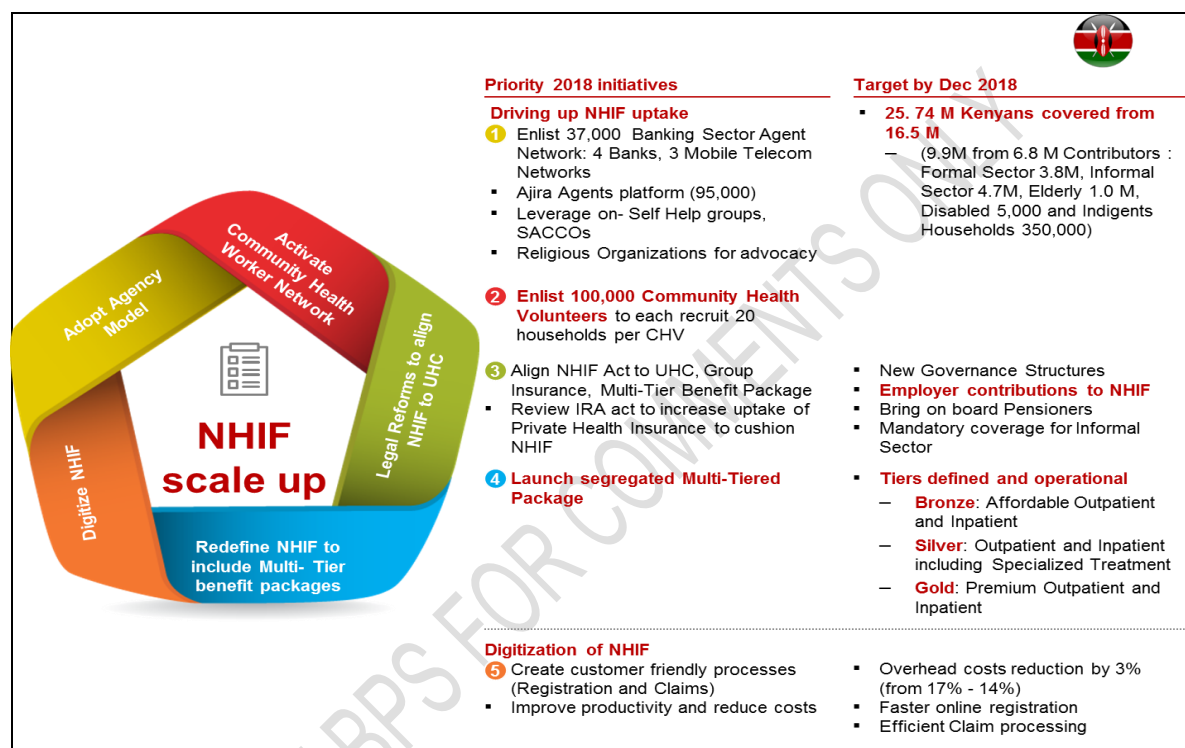 Adopt Agency
Model
Activate
Community Health
Worker Network
Legal Reforms to align
NHIF to UHC
Redefine NHIF to
include Multi- Tier
benefit packages
Digitize NHIF
NHIF
scale up
Priority 2018 initiatives
Driving up NHIF uptake
1 Enlist 37,000 Banking Sector Agent
Network: 4 Banks, 3 Mobile Telecom
Networks
▪ Ajira Agents platform (95,000)
▪ Leverage on- Self Help groups,
SACCOs
▪ Religious Organizations for advocacy
2 Enlist 100,000 Community Health
Volunteers to each recruit 20
households per CHV
3 Align NHIF Act to UHC, Group
Insurance, Multi-Tier Benefit Package
▪ Review IRA act to increase uptake of
Private Health Insurance to cushion
NHIF
4 Launch segregated Multi-Tiered
Package
Target by Dec 2018
▪ 25. 74 M Kenyans covered from
16.5 M
– (9.9M from 6.8 M Contributors :
Formal Sector 3.8M, Informal
Sector 4.7M, Elderly 1.0 M,
Disabled 5,000 and Indigents
Households 350,000)
▪ New Governance Structures
▪ Employer contributions to NHIF
▪ Bring on board Pensioners
▪ Mandatory coverage for Informal
Sector
▪ Tiers defined and operational
– Bronze: Affordable Outpatient
and Inpatient
– Silver: Outpatient and Inpatient
including Specialized Treatment
– Gold: Premium Outpatient and
Inpatient
Digitization of NHIF
5 Create customer friendly processes
(Registration and Claims)
▪ Improve productivity and reduce costs
▪ Overhead costs reduction by 3%
(from 17% - 14%)
▪ Faster online registration
▪ Efficient Claim processing
BPS FOR COMMENTS ONLY